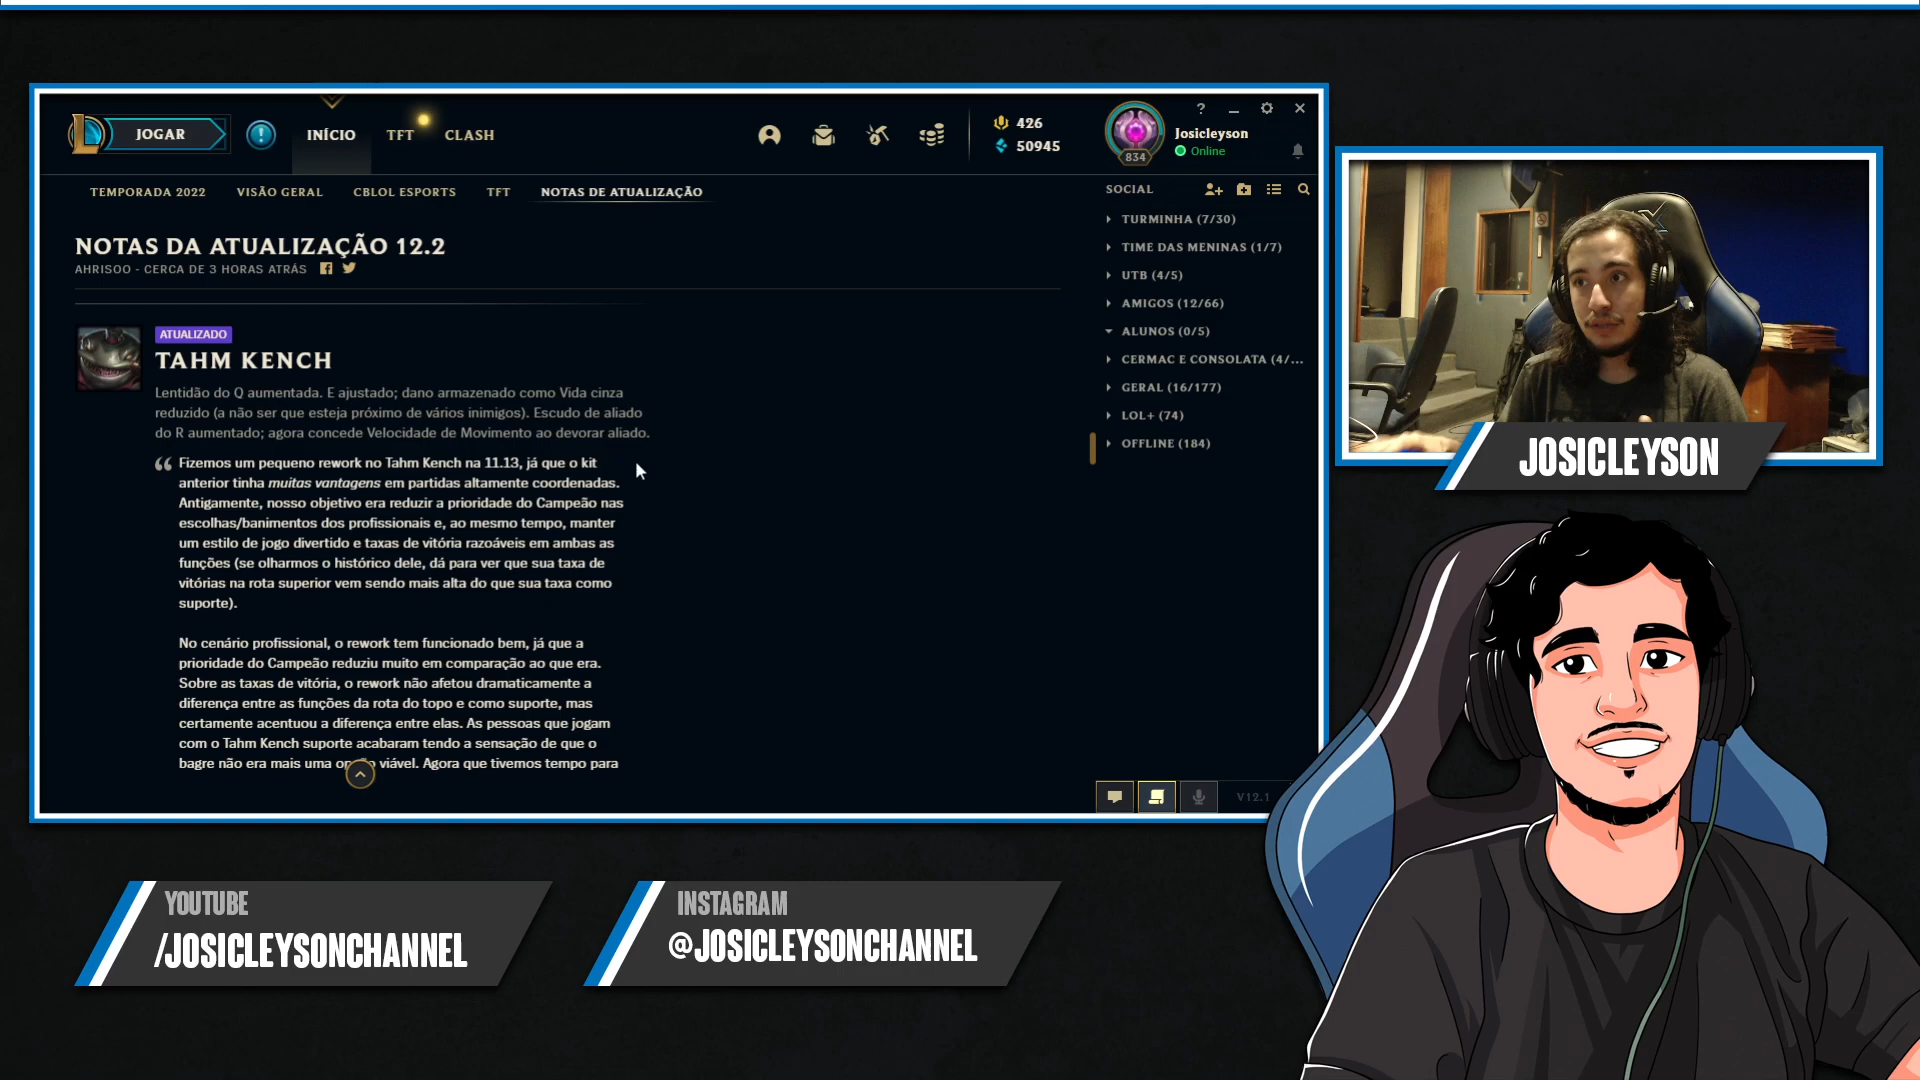 JOGAR
INÍCIO
TFT
CLASH
426
50945
834
Josicleyson
Online
?
TEMPORADA 2022
VISÃO GERAL
CBLOL ESPORTS
TFT
NOTAS DE ATUALIZAÇÃO
NOTAS DA ATUALIZAÇÃO 12.2
AHRISOO - CERCA DE 3 HORAS ATRÁS
ATUALIZADO
TAHM KENCH
Lentidão do Q aumentada. E ajustado; dano armazenado como Vida cinza
reduzido (a não ser que esteja próximo de vários inimigos). Escudo de aliado
do R aumentado; agora concede Velocidade de Movimento ao devorar aliado.
“ Fizemos um pequeno rework no Tahm Kench na 11.13, já que o kit
anterior tinha muitas vantagens em partidas altamente coordenadas.
Antigamente, nosso objetivo era reduzir a prioridade do Campeão nas
escolhas/banimentos dos profissionais e, ao mesmo tempo, manter
um estilo de jogo divertido e taxas de vitória razoáveis em ambas as
funções (se olharmos o histórico dele, dá para ver que sua taxa de
vitórias na rota superior vem sendo mais alta do que sua taxa como
suporte).
No cenário profissional, o rework tem funcionado bem, já que a
prioridade do Campeão reduziu muito em comparação ao que era.
Sobre as taxas de vitória, o rework não afetou dramaticamente a
diferença entre as funções da rota do topo e como suporte, mas
certamente acentuou a diferença entre elas. As pessoas que jogam
com o Tahm Kench suporte acabaram tendo a sensação de que o
bagre não era mais uma viável. Agora que tivemos tempo para
SOCIAL
TURMINHA (7/30)
TIME DAS MENINAS (1/7)
UTB (4/5)
AMIGOS (12/66)
ALUNOS (0/5)
CERMAC E CONSOLATA (4/...
GERAL (16/177)
LOL+ (74)
OFFLINE (184)
V12.1
JOSICLEYSON
YOUTUBE
/JOSICLEYSONCHANNEL
INSTAGRAM
@JOSICLEYSONCHANNEL